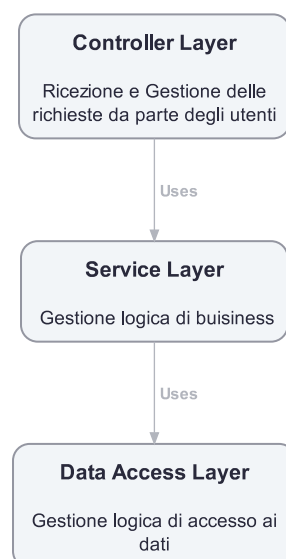 Controller Layer
Ricezione e Gestione delle
richieste da parte degli utenti
Uses
Service Layer
Gestione logica di buisiness
Uses
Data Access Layer
Gestione logica di accesso ai
dati